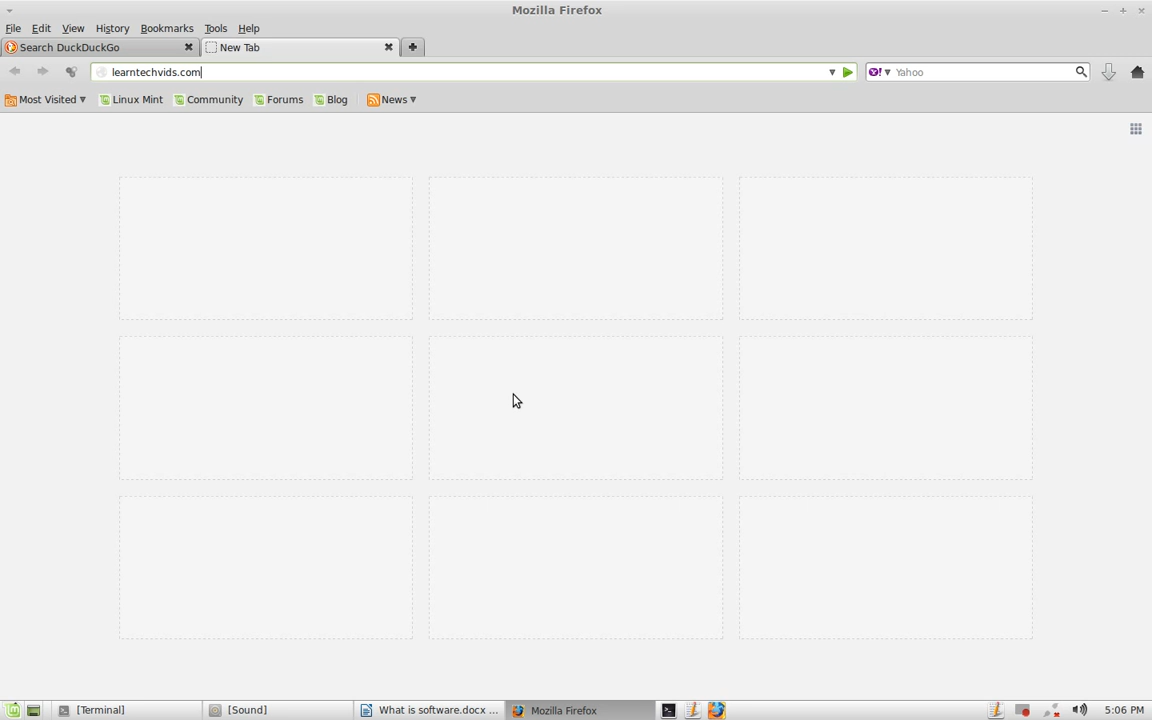 Mozilla Firefox
File Edit View History Bookmarks Tools Help
Search DuckDuckGo New Tab
learntechvids.com Yahoo
Most Visited Linux Mint Community Forums Blog News
[Terminal] [Sound] What is software.docx ... Mozilla Firefox 5:06 PM